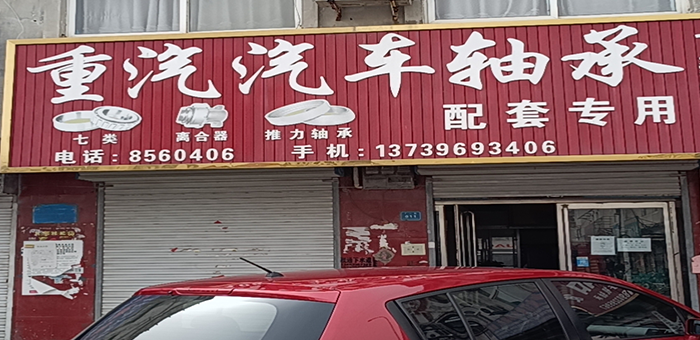 重汽汽车轴承
配套专用
七类 离合器 推力轴承
电话:8560406 手机:13739693406